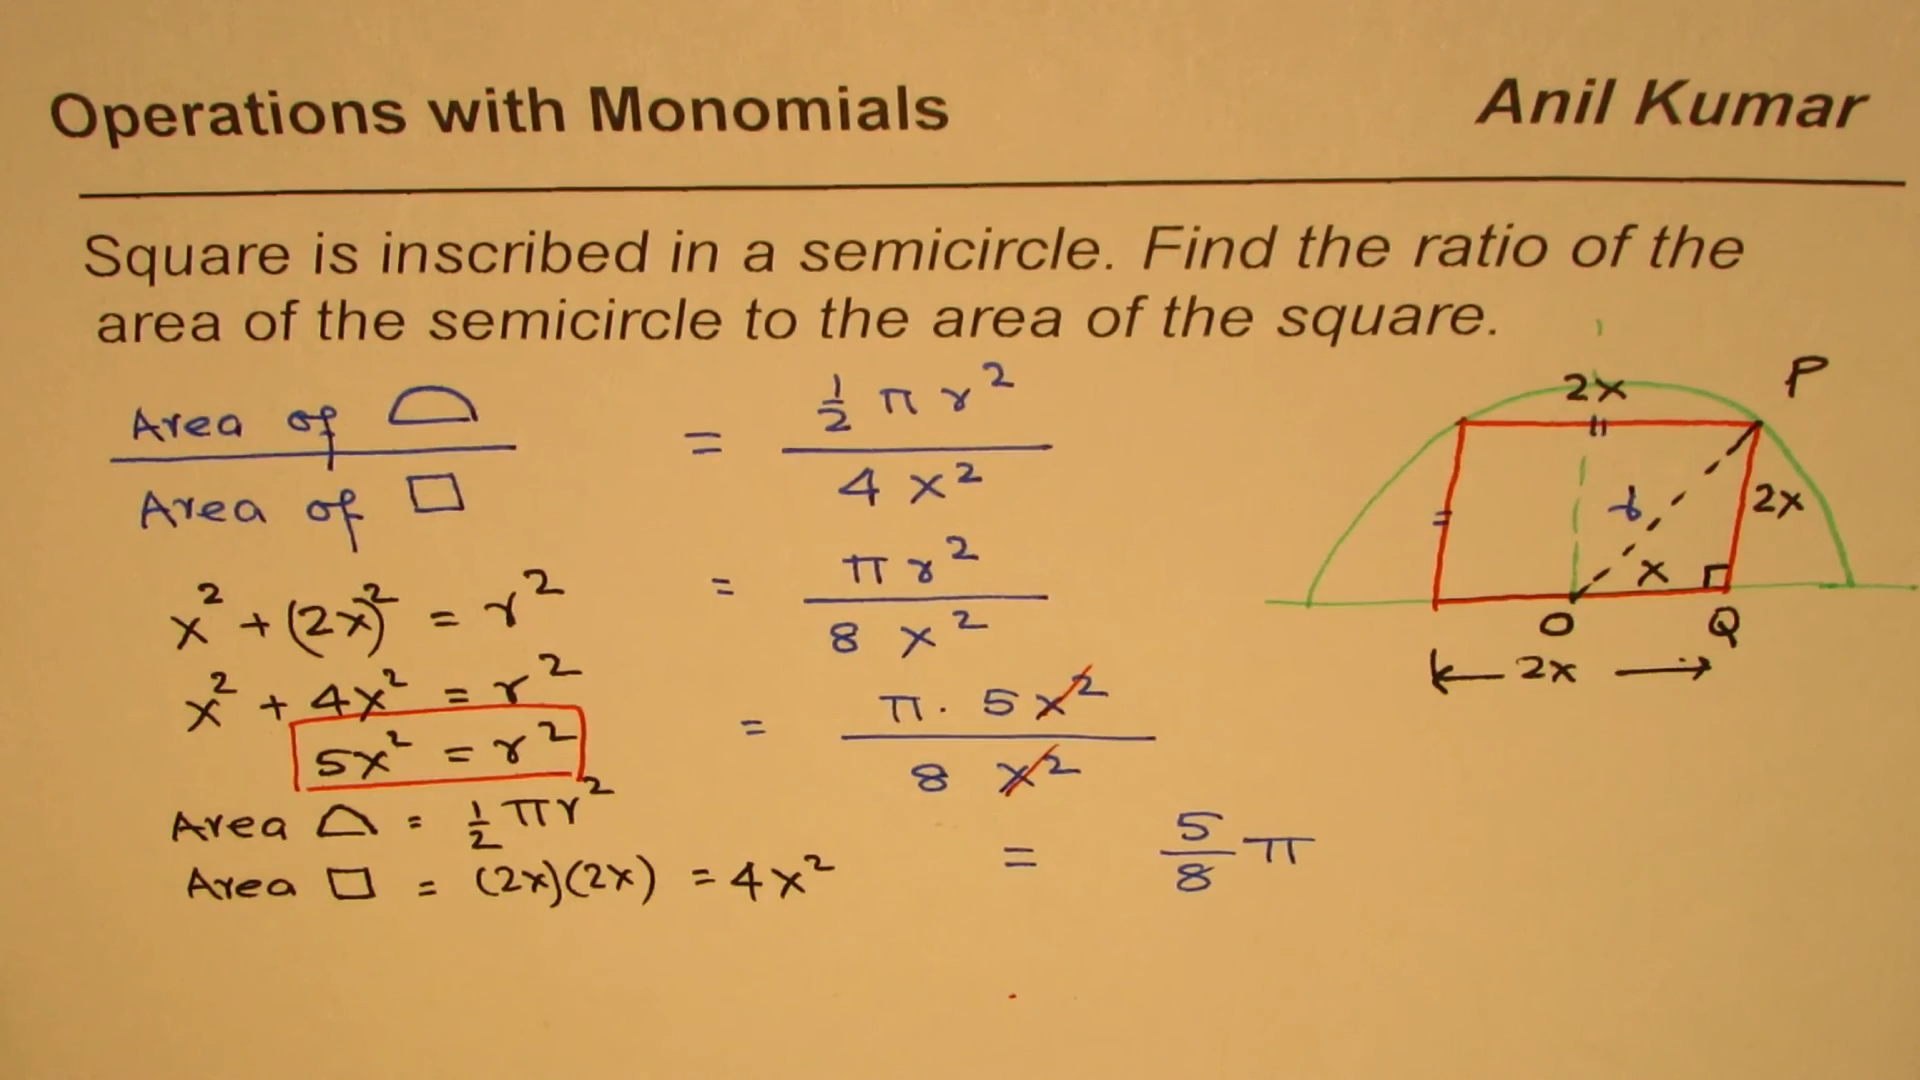 Operations with Monomials
Anil Kumar
Square is inscribed in a semicircle. Find the ratio of the
area of the semicircle to the area of the square.
Area of ⌓ / Area of □ = ½ π r² / 4 x²
x² + (2x)² = r²
= π r² / 8 x²
x² + 4x² = r²
5x² = r²
= π · 5x² / 8 x²
Area ⌓ = ½ πr²
Area □ = (2x)(2x) = 4x²
= 5/8 π
2x
P
r
2x
x
O
Q
2x